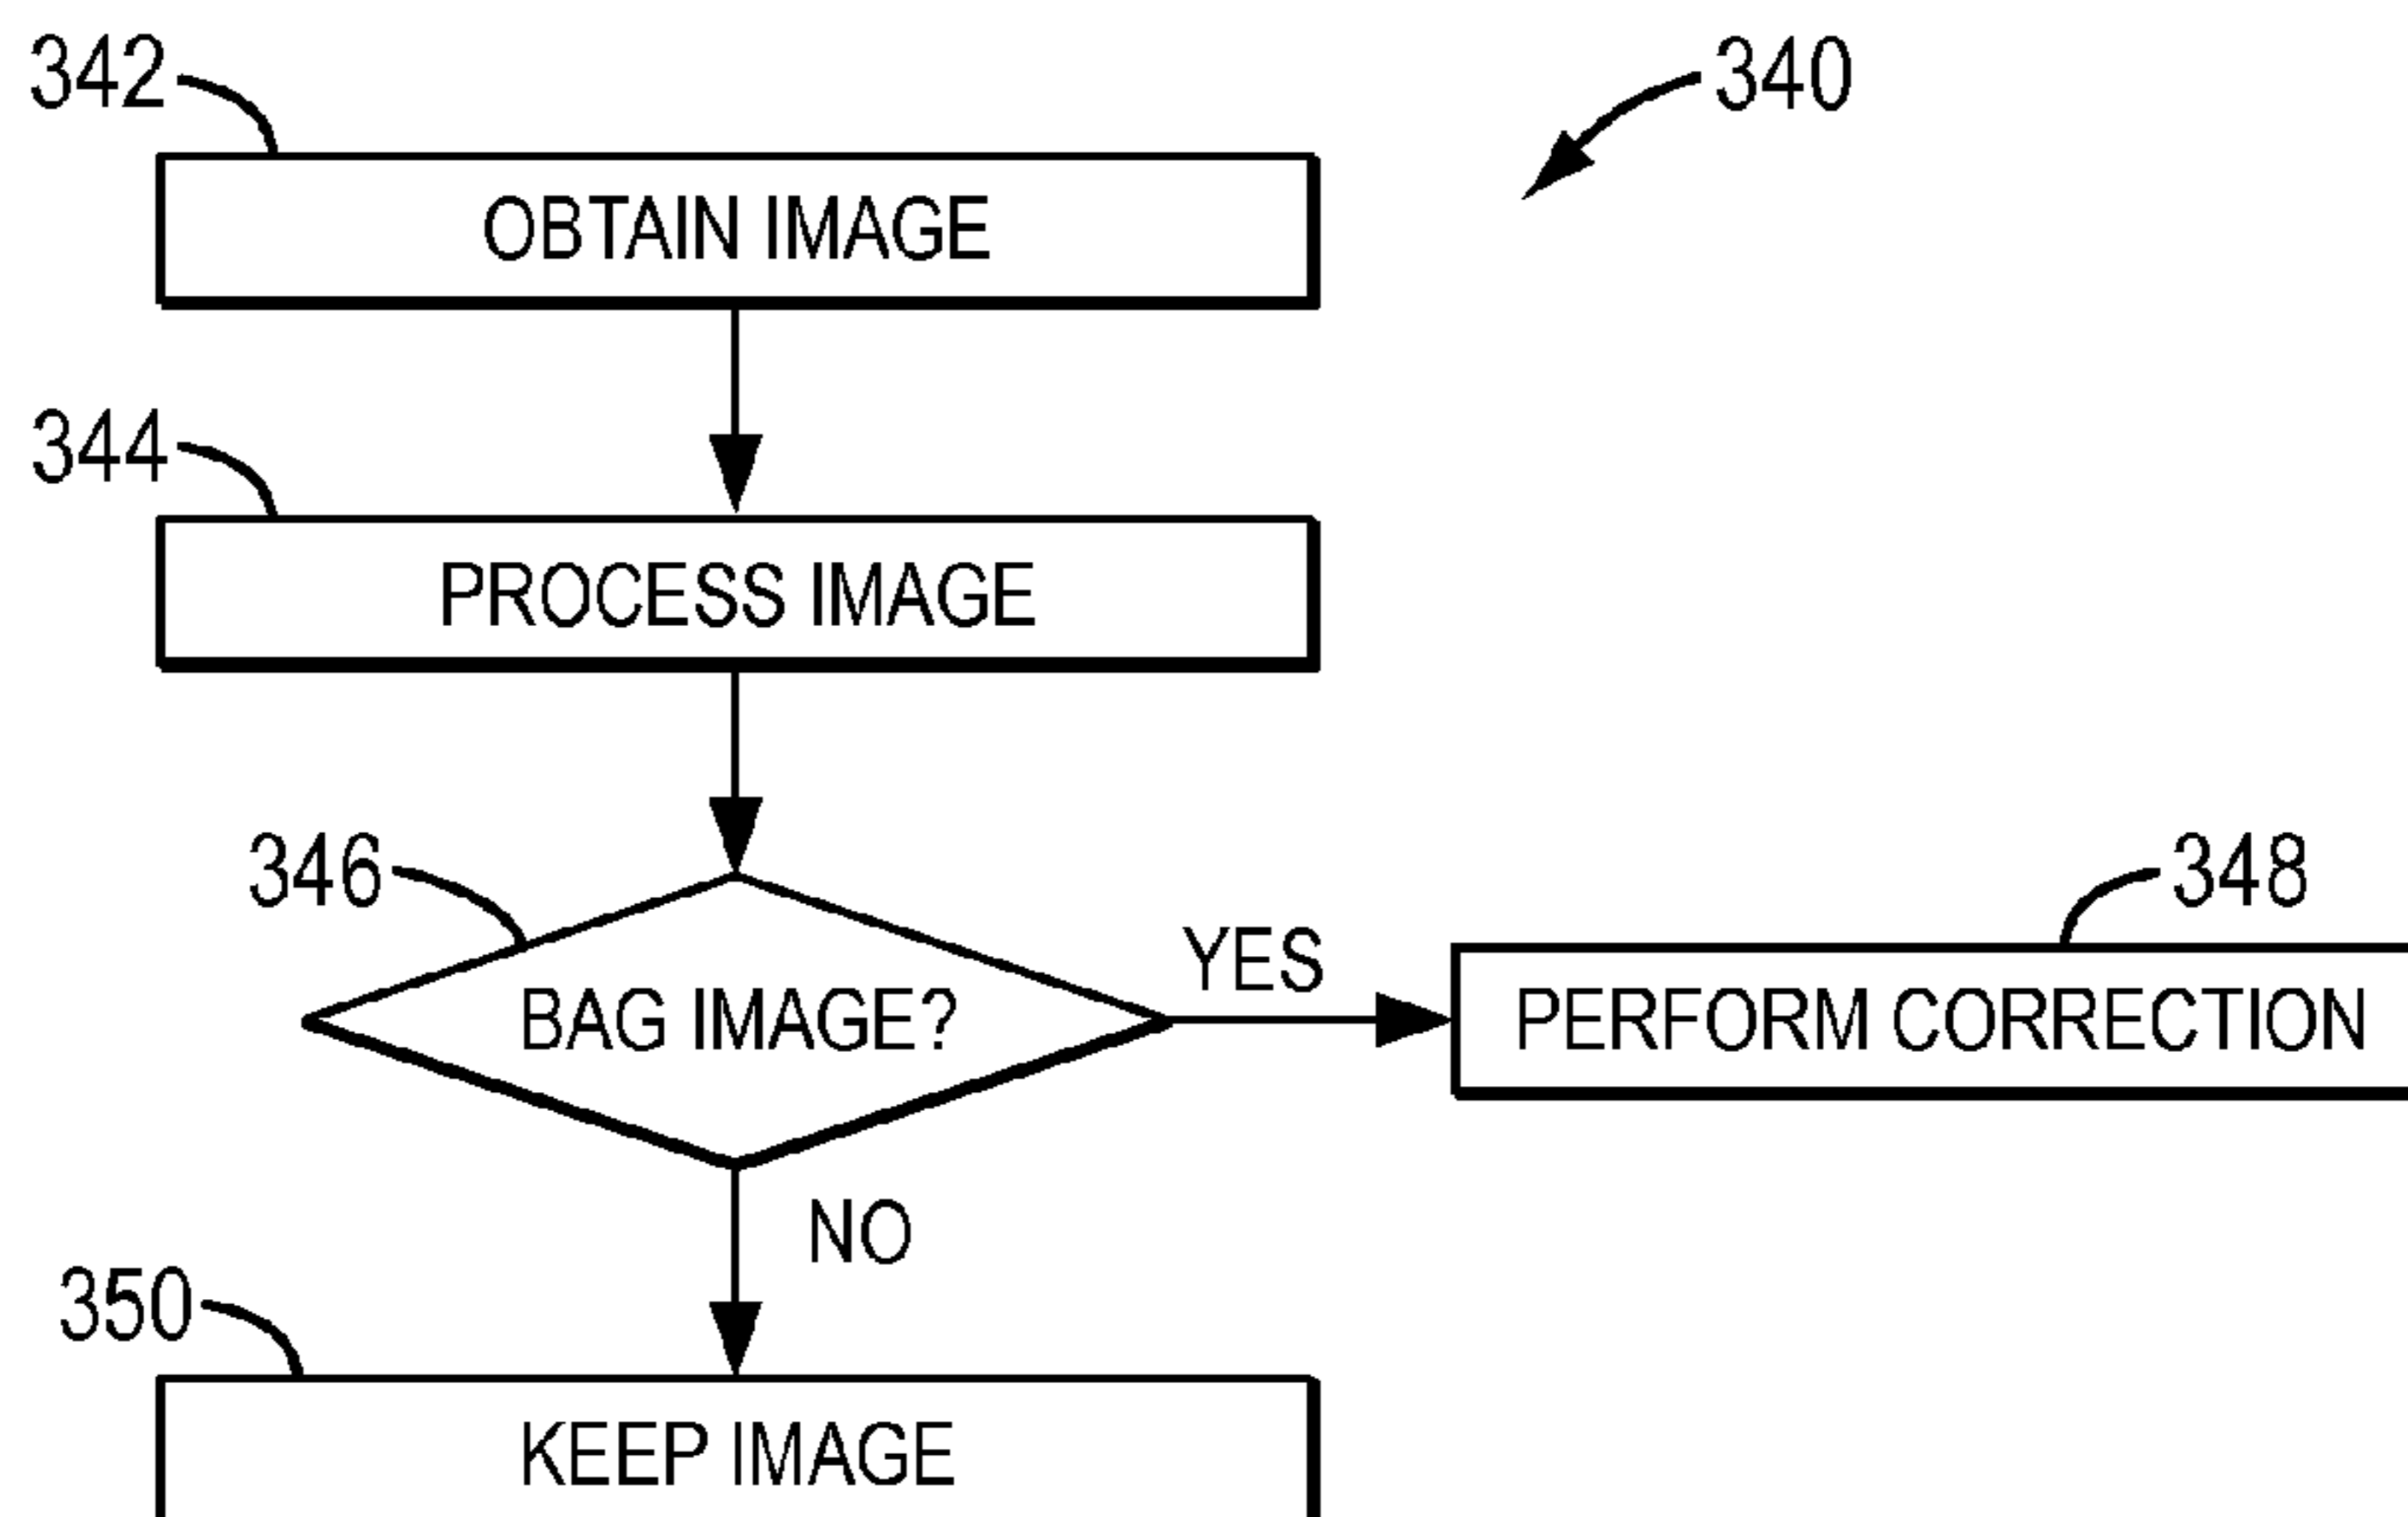 342
340
OBTAIN IMAGE
344
PROCESS IMAGE
346
348
YES
BAG IMAGE?
PERFORM CORRECTION
NO
350
KEEP IMAGE